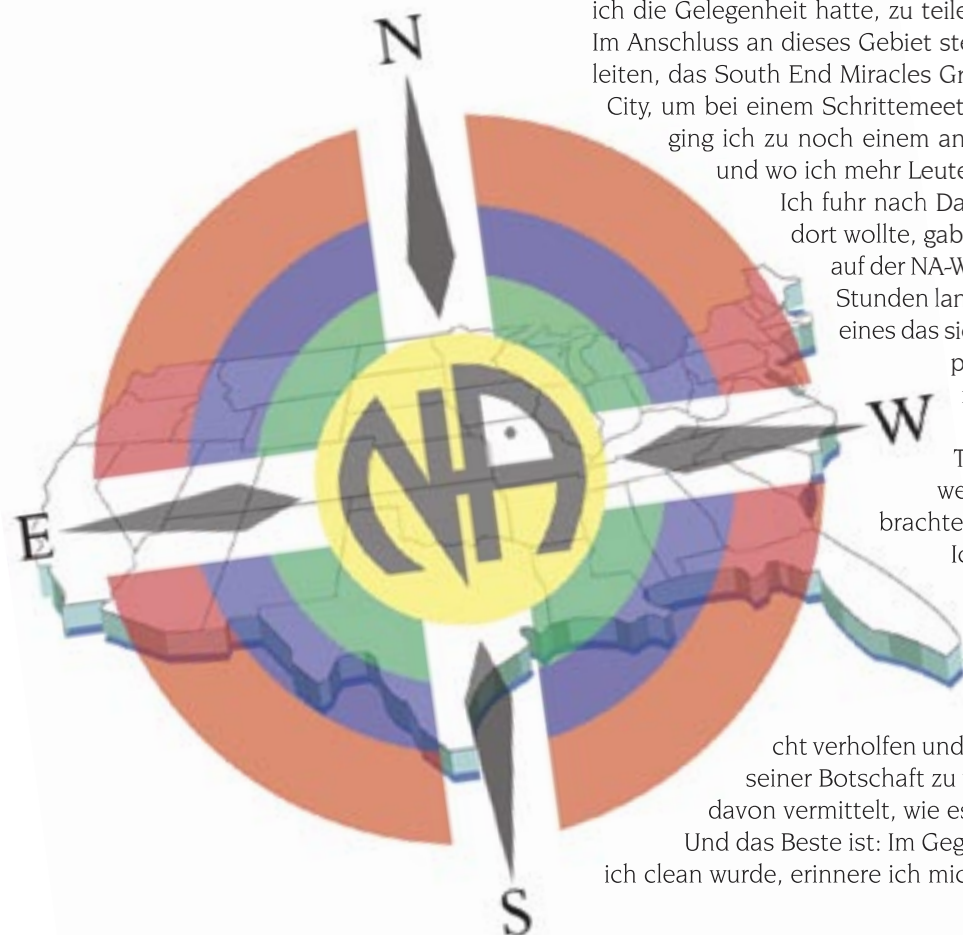 N
ich die Gelegenheit hatte, zu teile
Im Anschluss an dieses Gebiet ste
leiten, das South End Miracles Gr
City, um bei einem Schrittemeet
ging ich zu noch einem an
und wo ich mehr Leute
Ich fuhr nach Da
dort wollte, gab
auf der NA-W
Stunden lan
eines das si
p
W
T
we
E
brachte
Ic
NA
cht verholfen und
seiner Botschaft zu
davon vermittelt, wie es
Und das Beste ist: Im Geg
ich clean wurde, erinnere ich mic
S